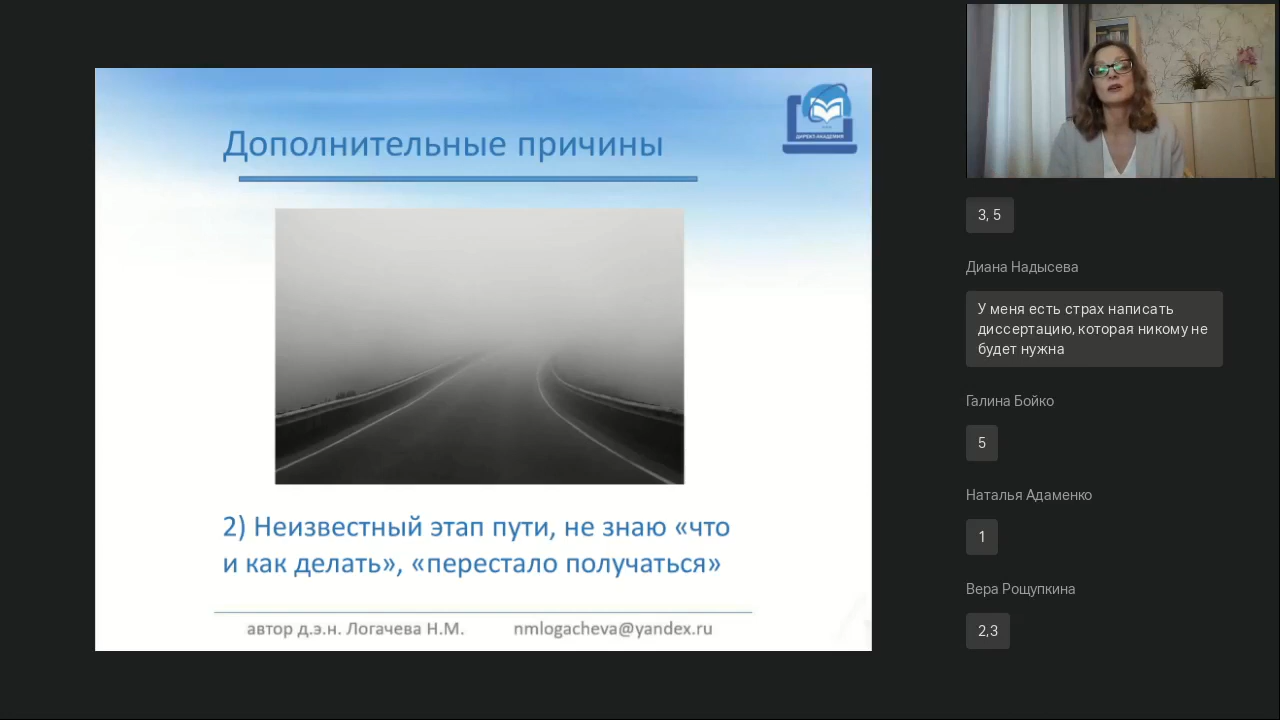 Дополнительные причины
ДИРЕКТ-АКАДЕМИЯ
2) Неизвестный этап пути, не знаю «что
и как делать», «перестало получаться»
автор д.э.н. Логачева Н.М. nmlogacheva@yandex.ru
3, 5
Диана Надысева
У меня есть страх написать
диссертацию, которая никому не
будет нужна
Галина Бойко
5
Наталья Адаменко
1
Вера Рощупкина
2,3